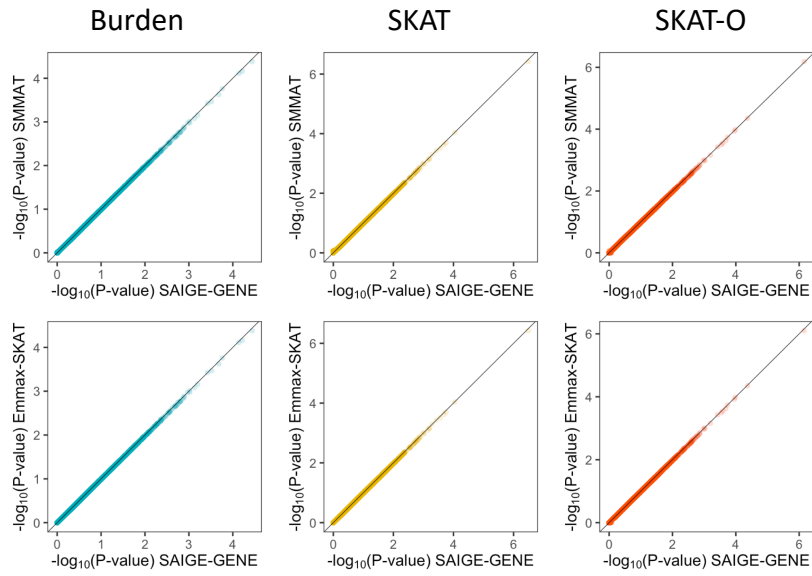 Burden SKAT SKAT-O
-log10(P-value) SMMAT
4
3
2
1
0
0 1 2 3 4
-log10(P-value) SAIGE-GENE
-log10(P-value) SMMAT
6
4
2
0
0 2 4 6
-log10(P-value) SAIGE-GENE
-log10(P-value) SMMAT
6
4
2
0
0 2 4 6
-log10(P-value) SAIGE-GENE
-log10(P-value) Emmax-SKAT
4
3
2
1
0
0 1 2 3 4
-log10(P-value) SAIGE-GENE
-log10(P-value) Emmax-SKAT
6
4
2
0
0 2 4 6
-log10(P-value) SAIGE-GENE
-log10(P-value) Emmax-SKAT
6
4
2
0
0 2 4 6
-log10(P-value) SAIGE-GENE